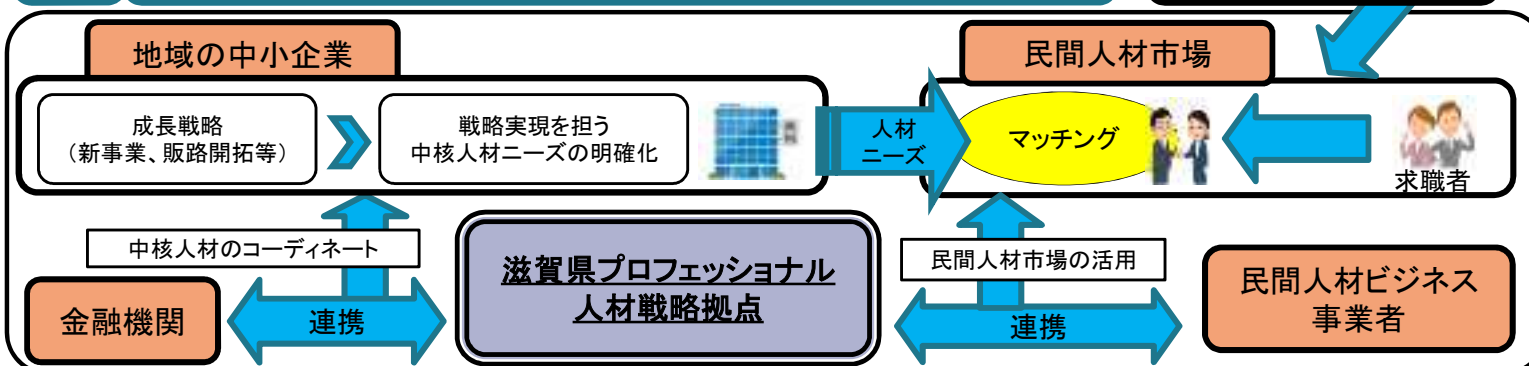 地域の中小企業
民間人材市場
成長戦略
（新事業、販路開拓等）
戦略実現を担う
中核人材ニーズの明確化
人材
ニーズ
マッチング
求職者
中核人材のコーディネート
滋賀県プロフェッショナル
人材戦略拠点
民間人材市場の活用
金融機関
連携
連携
民間人材ビジネス
事業者